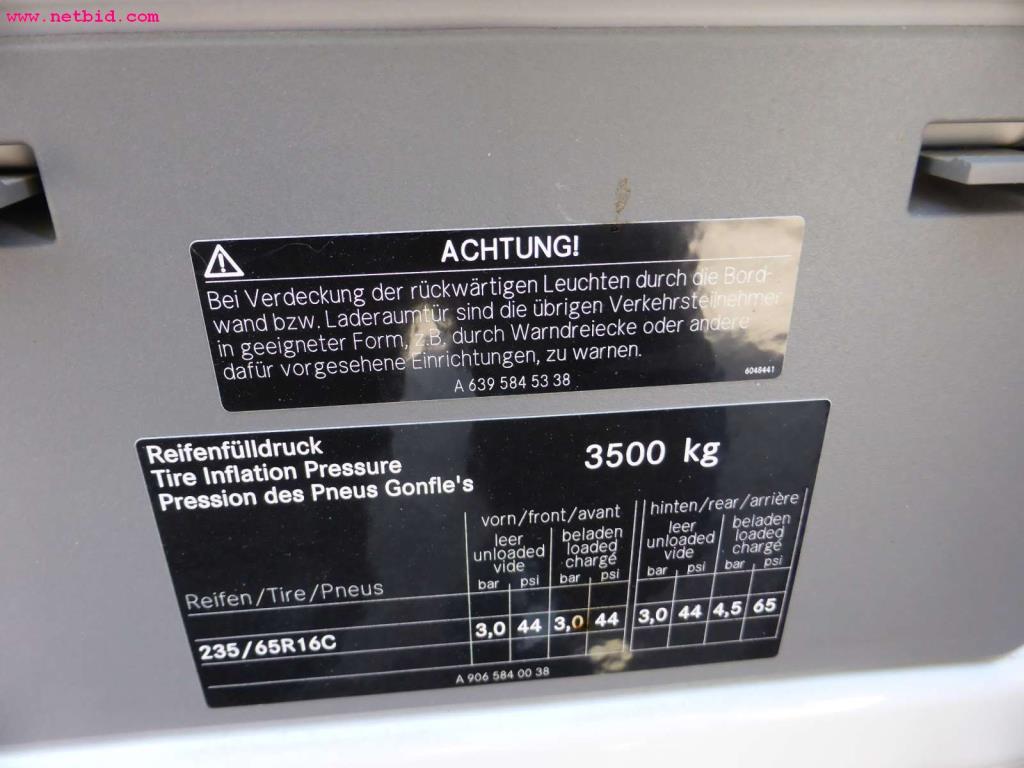 www.netbid.com
ACHTUNG!
Bei Verdeckung der rückwärtigen Leuchten durch die Bord-
wand bzw. Laderaumtür sind die übrigen Verkehrsteilnehmer
in geeigneter Form, z.B. durch Warndreiecke oder andere
dafür vorgesehene Einrichtungen, zu warnen.
A 639 584 53 38
6048441
Reifenfülldruck
Tire Inflation Pressure
Pression des Pneus Gonfle's
3500 kg
vorn/front/avant hinten/rear/arrière
leer beladen leer beladen
unloaded loaded unloaded loaded
vide chargé vide chargé
bar psi bar psi bar psi bar psi
Reifen/Tire/Pneus
235/65R16C 3,0 44 3,0 44 3,0 44 4,5 65
A 906 584 00 38